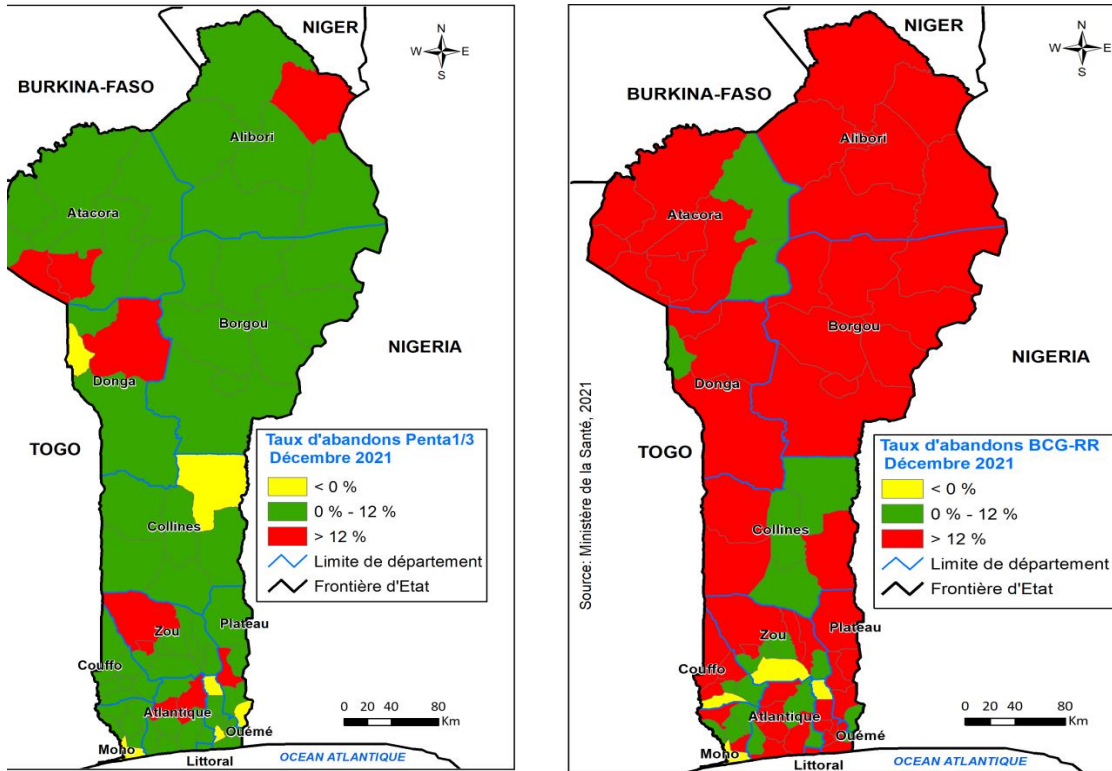 NIGER
N
W E
S
BURKINA-FASO
Alibori
Atacora
Borgou
NIGERIA
Donga
TOGO
Taux d'abandons Penta1/3
Décembre 2021
< 0 %
0 % - 12 %
> 12 %
Limite de département
Frontière d'Etat
Collines
Zou
Plateau
Couffo
Atlantique
Ouémé
Mono
Littoral
OCEAN ATLANTIQUE
0 20 40 80
Km
NIGER
N
W E
S
BURKINA-FASO
Alibori
Atacora
Borgou
NIGERIA
Donga
TOGO
Source: Ministère de la Santé, 2021
Taux d'abandons BCG-RR
Décembre 2021
< 0 %
0 % - 12 %
> 12 %
Limite de département
Frontière d'Etat
Collines
Zou
Plateau
Couffo
Atlantique
Ouémé
Mono
Littoral
OCEAN ATLANTIQUE
0 20 40 80
Km